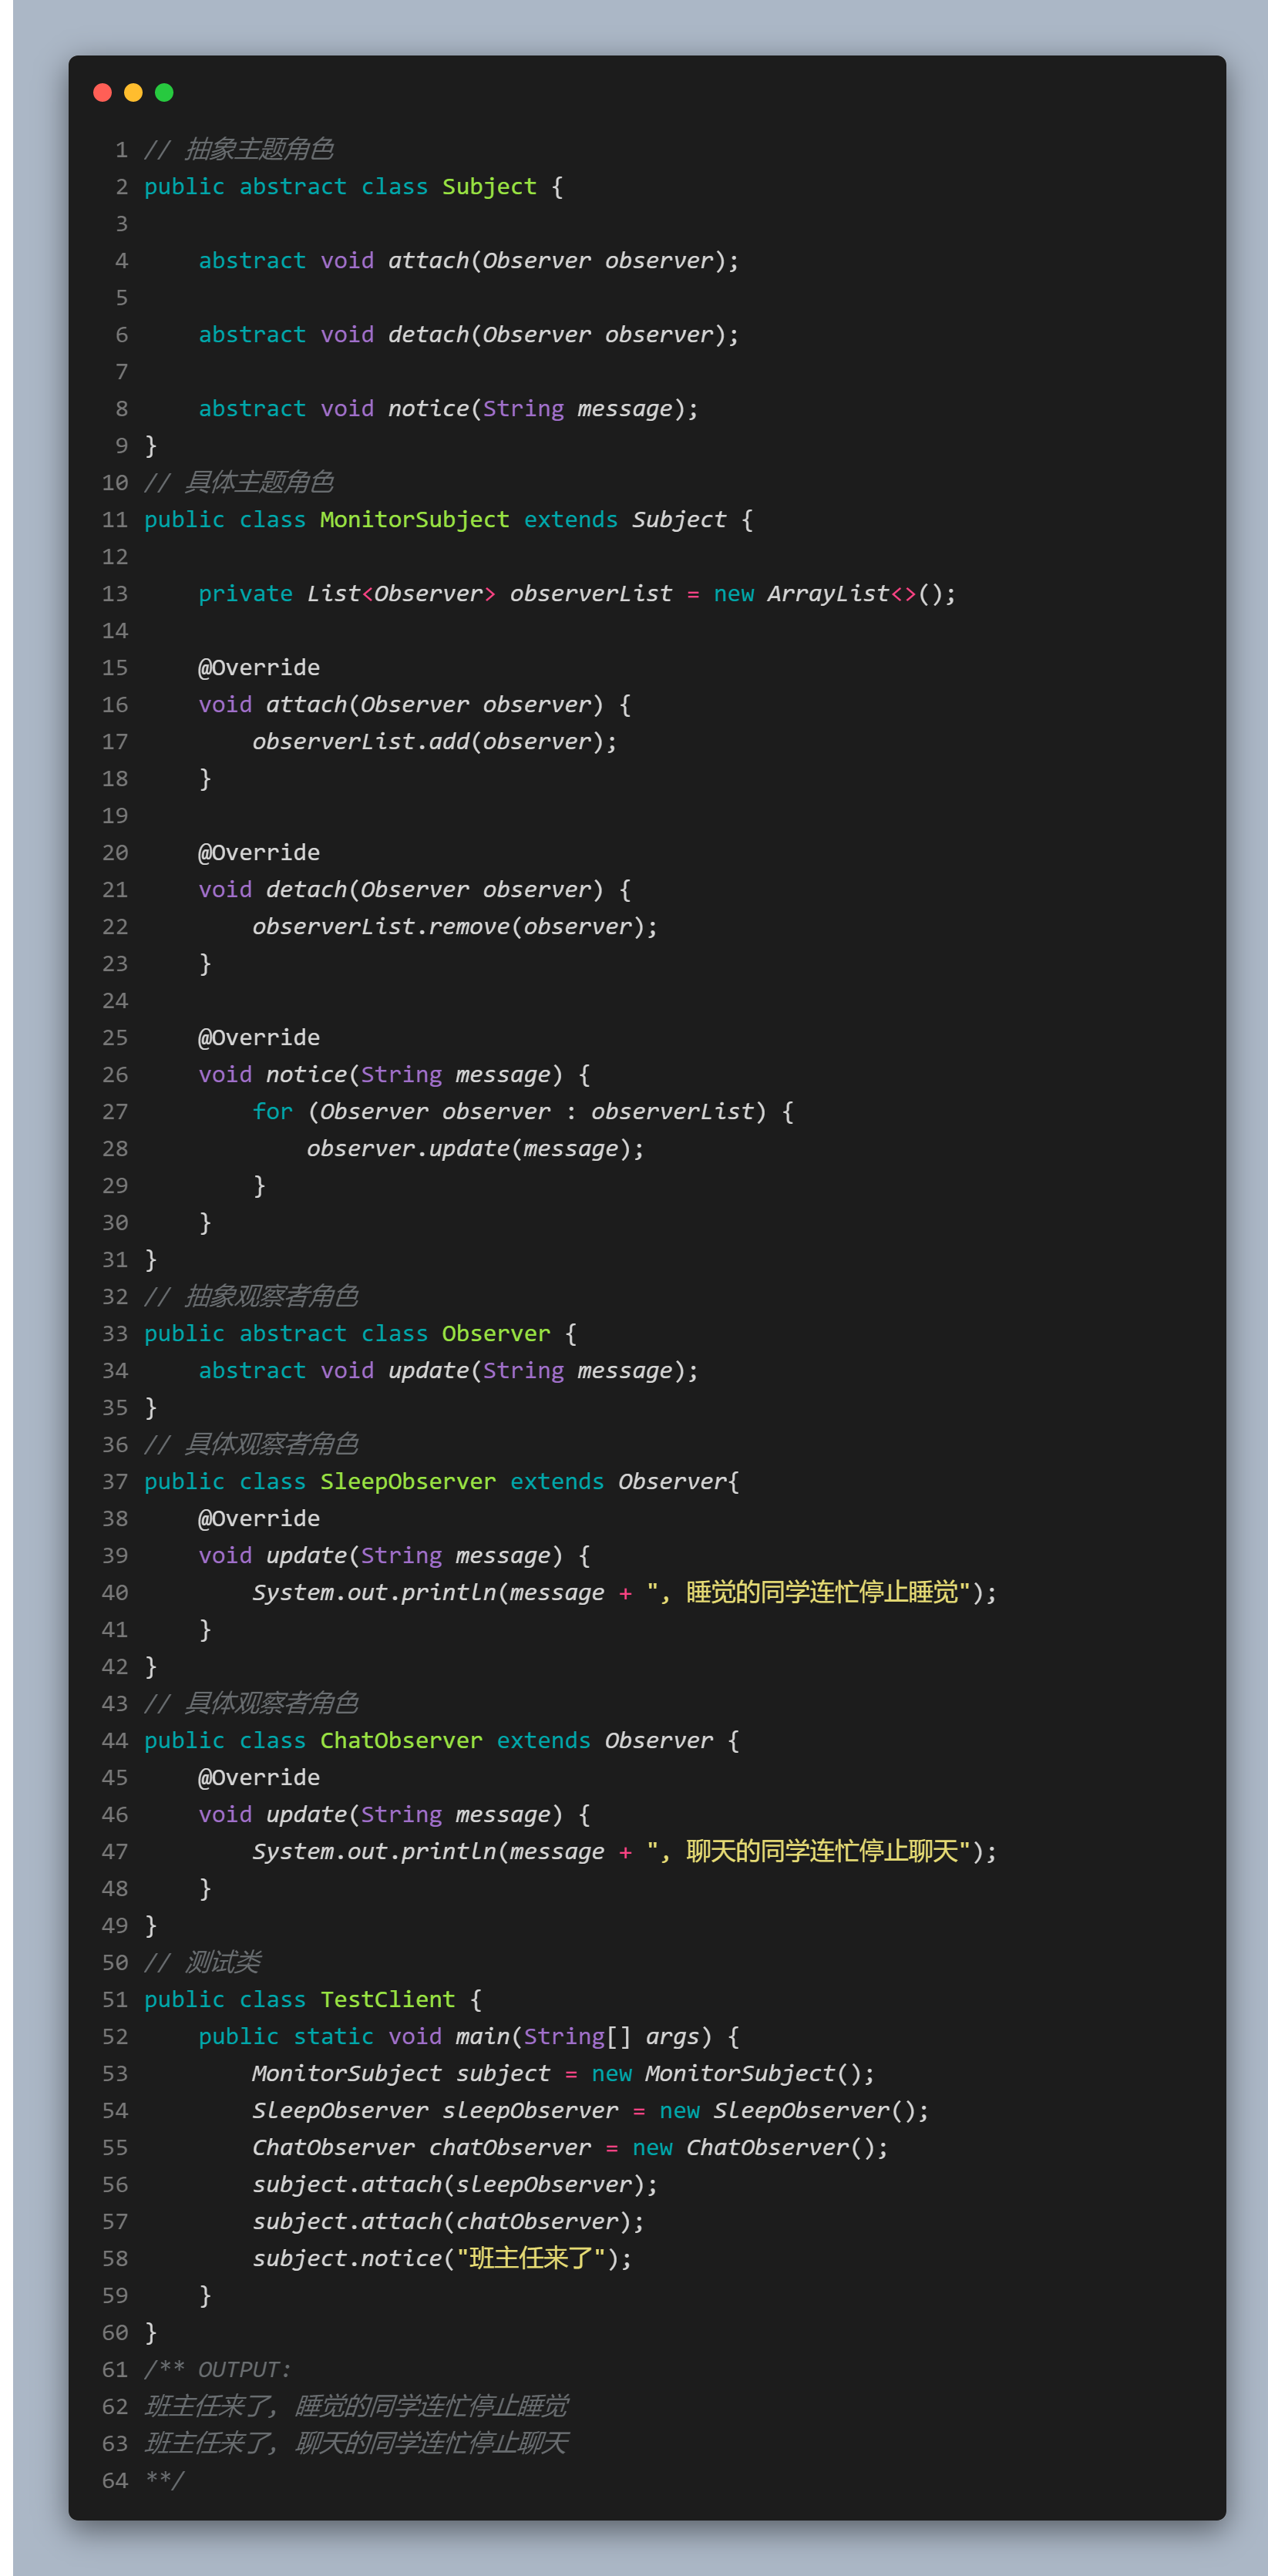 1 // 抽象主题角色
2 public abstract class Subject {
3
4     abstract void attach(Observer observer);
5
6     abstract void detach(Observer observer);
7
8     abstract void notice(String message);
9 }
10 // 具体主题角色
11 public class MonitorSubject extends Subject {
12
13     private List<Observer> observerList = new ArrayList<>();
14
15     @Override
16     void attach(Observer observer) {
17         observerList.add(observer);
18     }
19
20     @Override
21     void detach(Observer observer) {
22         observerList.remove(observer);
23     }
24
25     @Override
26     void notice(String message) {
27         for (Observer observer : observerList) {
28             observer.update(message);
29         }
30     }
31 }
32 // 抽象观察者角色
33 public abstract class Observer {
34     abstract void update(String message);
35 }
36 // 具体观察者角色
37 public class SleepObserver extends Observer{
38     @Override
39     void update(String message) {
40         System.out.println(message + ", 睡觉的同学连忙停止睡觉");
41     }
42 }
43 // 具体观察者角色
44 public class ChatObserver extends Observer {
45     @Override
46     void update(String message) {
47         System.out.println(message + ", 聊天的同学连忙停止聊天");
48     }
49 }
50 // 测试类
51 public class TestClient {
52     public static void main(String[] args) {
53         MonitorSubject subject = new MonitorSubject();
54         SleepObserver sleepObserver = new SleepObserver();
55         ChatObserver chatObserver = new ChatObserver();
56         subject.attach(sleepObserver);
57         subject.attach(chatObserver);
58         subject.notice("班主任来了");
59     }
60 }
61 /** OUTPUT:
62 班主任来了, 睡觉的同学连忙停止睡觉
63 班主任来了, 聊天的同学连忙停止聊天
64 **/